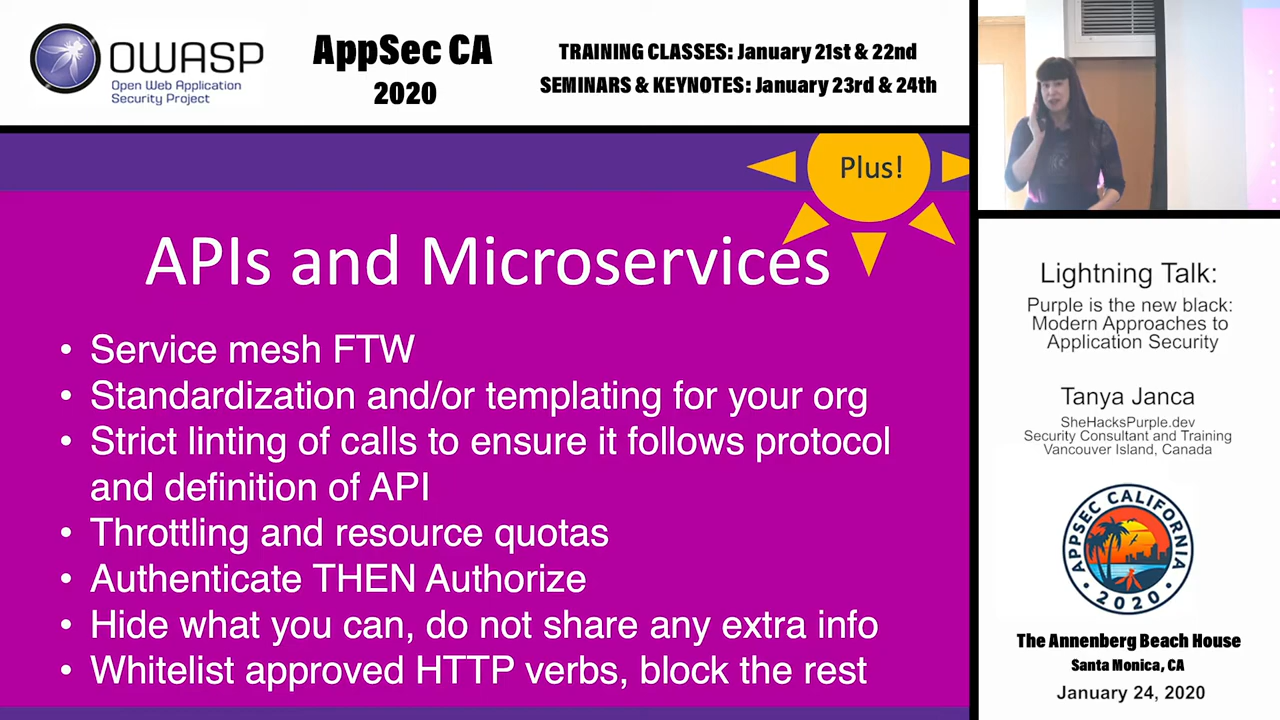 OWASP
Open Web Application
Security Project
AppSec CA
2020
TRAINING CLASSES: January 21st & 22nd
SEMINARS & KEYNOTES: January 23rd & 24th
Plus!
APIs and Microservices
• Service mesh FTW
• Standardization and/or templating for your org
• Strict linting of calls to ensure it follows protocol
and definition of API
• Throttling and resource quotas
• Authenticate THEN Authorize
• Hide what you can, do not share any extra info
• Whitelist approved HTTP verbs, block the rest
Lightning Talk:
Purple is the new black:
Modern Approaches to
Application Security
Tanya Janca
SheHacksPurple.dev
Security Consultant and Training
Vancouver Island, Canada
APPSEC CALIFORNIA
• 2020 •
The Annenberg Beach House
Santa Monica, CA
January 24, 2020